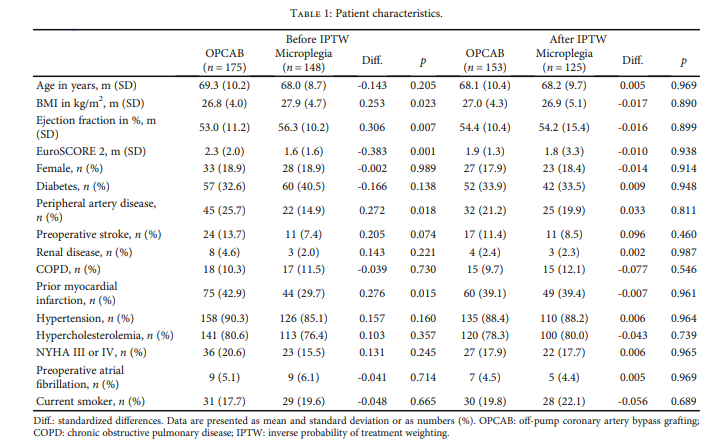 TABLE 1: Patient characteristics.
Before IPTW After IPTW
OPCAB (n = 175) Microplegia (n = 148) Diff. p OPCAB (n = 153) Microplegia (n = 125) Diff. p
Age in years, m (SD) 69.3 (10.2) 68.0 (8.7) -0.143 0.205 68.1 (10.4) 68.2 (9.7) 0.005 0.969
BMI in kg/m², m (SD) 26.8 (4.0) 27.9 (4.7) 0.253 0.023 27.0 (4.3) 26.9 (5.1) -0.017 0.890
Ejection fraction in %, m (SD) 53.0 (11.2) 56.3 (10.2) 0.306 0.007 54.4 (10.4) 54.2 (15.4) -0.016 0.899
EuroSCORE 2, m (SD) 2.3 (2.0) 1.6 (1.6) -0.383 0.001 1.9 (1.3) 1.8 (3.3) -0.010 0.938
Female, n (%) 33 (18.9) 28 (18.9) -0.002 0.989 27 (17.9) 23 (18.4) -0.014 0.914
Diabetes, n (%) 57 (32.6) 60 (40.5) -0.166 0.138 52 (33.9) 42 (33.5) 0.009 0.948
Peripheral artery disease, n (%) 45 (25.7) 22 (14.9) 0.272 0.018 32 (21.2) 25 (19.9) 0.033 0.811
Preoperative stroke, n (%) 24 (13.7) 11 (7.4) 0.205 0.074 17 (11.4) 11 (8.5) 0.096 0.460
Renal disease, n (%) 8 (4.6) 3 (2.0) 0.143 0.221 4 (2.4) 3 (2.3) 0.002 0.987
COPD, n (%) 18 (10.3) 17 (11.5) -0.039 0.730 15 (9.7) 15 (12.1) -0.077 0.546
Prior myocardial infarction, n (%) 75 (42.9) 44 (29.7) 0.276 0.015 60 (39.1) 49 (39.4) -0.007 0.961
Hypertension, n (%) 158 (90.3) 126 (85.1) 0.157 0.160 135 (88.4) 110 (88.2) 0.006 0.964
Hypercholesterolemia, n (%) 141 (80.6) 113 (76.4) 0.103 0.357 120 (78.3) 100 (80.0) -0.043 0.739
NYHA III or IV, n (%) 36 (20.6) 23 (15.5) 0.131 0.245 27 (17.9) 22 (17.7) 0.006 0.965
Preoperative atrial fibrillation, n (%) 9 (5.1) 9 (6.1) -0.041 0.714 7 (4.5) 5 (4.4) 0.005 0.969
Current smoker, n (%) 31 (17.7) 29 (19.6) -0.048 0.665 30 (19.8) 28 (22.1) -0.056 0.689
Diff.: standardized differences. Data are presented as mean and standard deviation or as numbers (%). OPCAB: off-pump coronary artery bypass grafting;
COPD: chronic obstructive pulmonary disease; IPTW: inverse probability of treatment weighting.